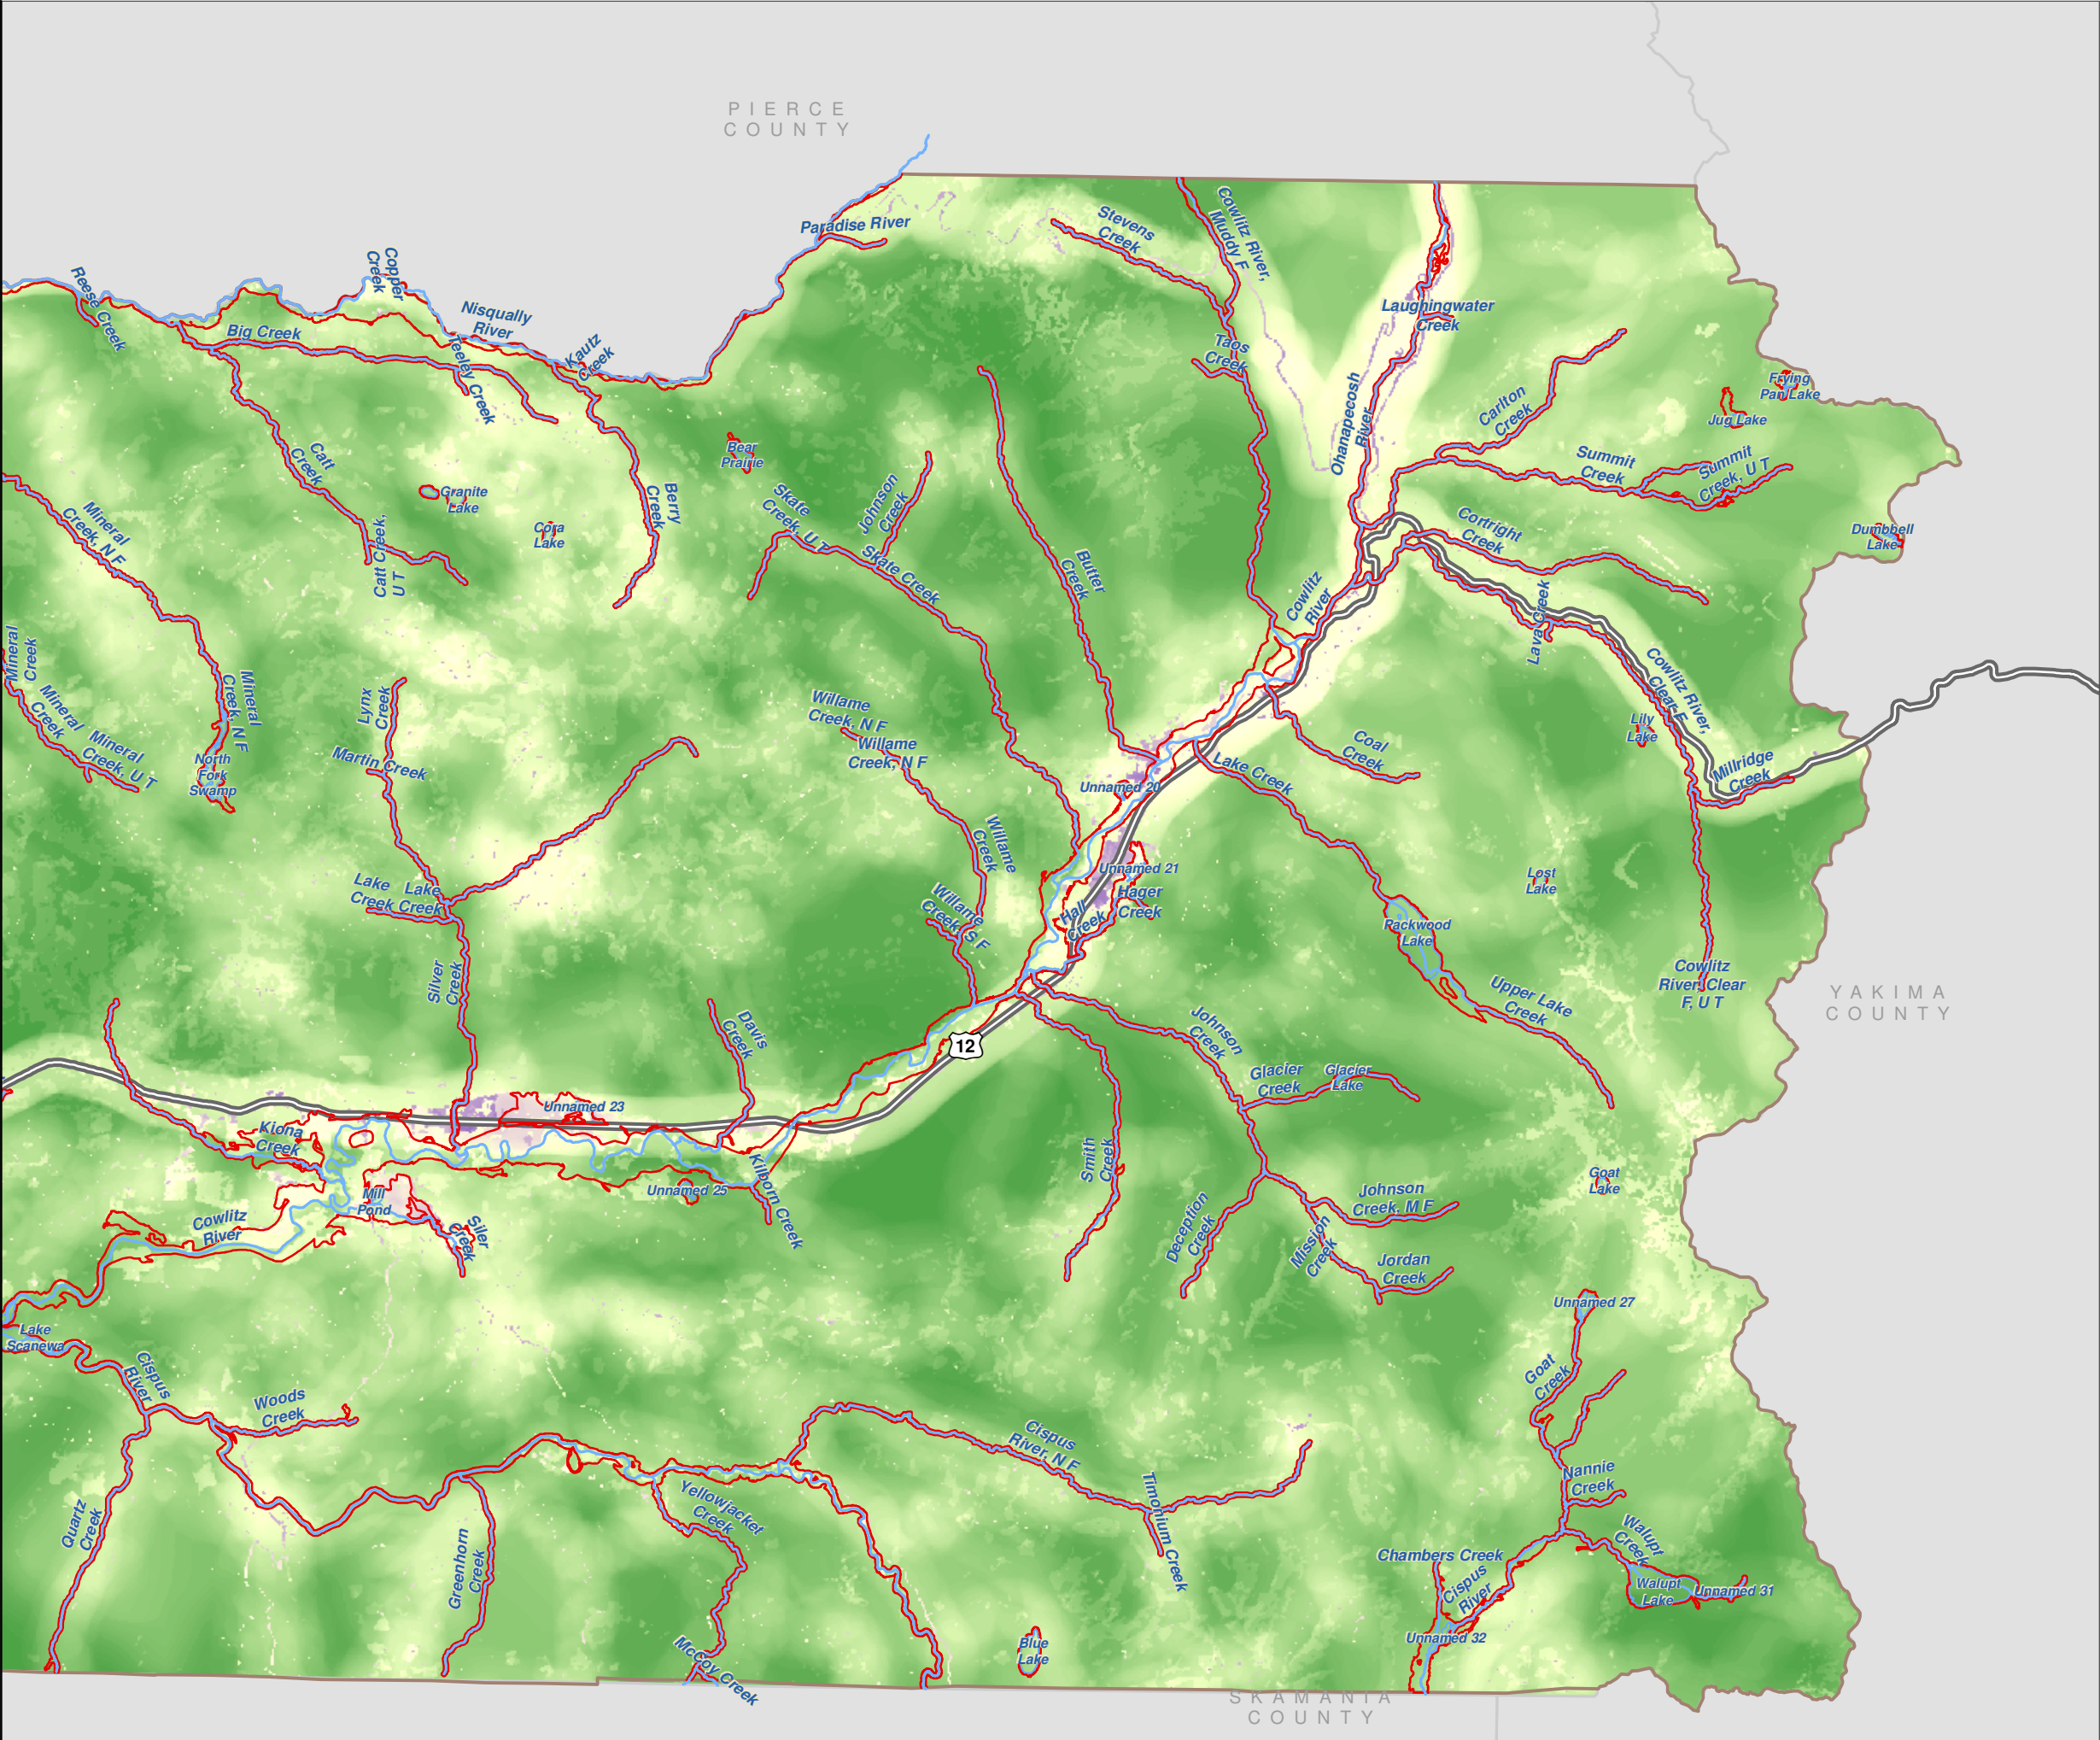 PIERCE
COUNTY
Paradise River
Stevens
Creek
Cowlitz River,
Muddy F
Reese Creek
Copper
Creek
Big Creek
Nisqually
River
Kautz
Creek
Teeley Creek
Taos
Creek
Laughingwater
Creek
Ohanapecosh
River
Carlton
Creek
Frying
Pan Lake
Jug Lake
Summit
Creek
Summit
Creek, U T
Dumbbell
Lake
Cortright
Creek
Catt
Creek
Granite
Lake
Cora
Lake
Berry
Creek
Bear
Prairie
Skate
Creek, U T
Johnson
Creek
Skate Creek
Butter
Creek
Cowlitz
River
Lava Creek
Mineral
Creek, N F
Catt Creek,
U T
Mineral
Creek
Mineral
Creek
Mineral
Creek, U T
Mineral
Creek, N F
North
Fork
Swamp
Lynx
Creek
Martin Creek
Willame
Creek, N F
Willame
Creek, N F
Lily
Lake
Cowlitz River,
Clear F
Millridge
Creek
Coal
Creek
Lake Creek
Unnamed 20
Willame
Creek
Unnamed 21
Hager
Creek
Hall
Creek
Lost
Lake
Packwood
Lake
Lake
Creek
Lake
Creek
Willame
Creek, S F
Silver
Creek
Upper Lake
Creek
Cowlitz
River, Clear
F, U T
YAKIMA
COUNTY
Davis
Creek
12
Johnson
Creek
Glacier
Creek
Glacier
Lake
Unnamed 23
Kiona
Creek
Smith
Creek
Kilborn Creek
Unnamed 25
Mill
Pond
Goat
Lake
Johnson
Creek, M F
Cowlitz
River
Siler
Creek
Deception
Creek
Mission
Creek
Jordan
Creek
Unnamed 27
Lake
Scanewa
Cispus
River
Woods
Creek
Goat
Creek
Cispus
River, N F
Nannie
Creek
Quartz
Creek
Yellowjacket
Creek
Timonium Creek
Greenhorn
Creek
Walupt
Creek
Chambers Creek
Cispus
River
Walupt
Lake
Unnamed 31
Unnamed 32
Blue
Lake
McCoy Creek
SKAMANIA
COUNTY